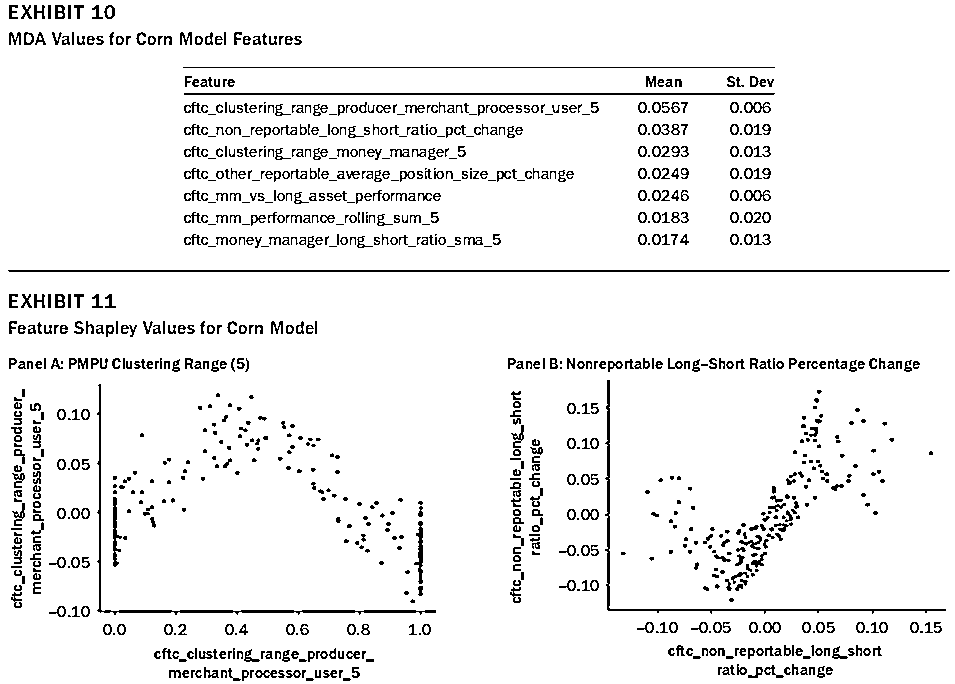 EXHIBIT 10
MDA Values for Corn Model Features
Feature Mean St. Dev
cftc_clustering_range_producer_merchant_processor_user_5 0.0567 0.006
cftc_non_reportable_long_short_ratio_pct_change 0.0387 0.019
cftc_clustering_range_money_manager_5 0.0293 0.013
cftc_other_reportable_average_position_size_pct_change 0.0249 0.019
cftc_mm_vs_long_asset_performance 0.0246 0.006
cftc_mm_performance_rolling_sum_5 0.0183 0.020
cftc_money_manager_long_short_ratio_sma_5 0.0174 0.013
EXHIBIT 11
Feature Shapley Values for Corn Model
Panel A: PMPU Clustering Range (5)
cftc_clustering_range_producer_
merchant_processor_user_5
0.10
0.05
0.00
−0.05
−0.10
0.0 0.2 0.4 0.6 0.8 1.0
cftc_clustering_range_producer_
merchant_processor_user_5
Panel B: Nonreportable Long–Short Ratio Percentage Change
cftc_non_reportable_long_short
ratio_pct_change
0.15
0.10
0.05
0.00
−0.05
−0.10
−0.10 −0.05 0.00 0.05 0.10 0.15
cftc_non_reportable_long_short
ratio_pct_change